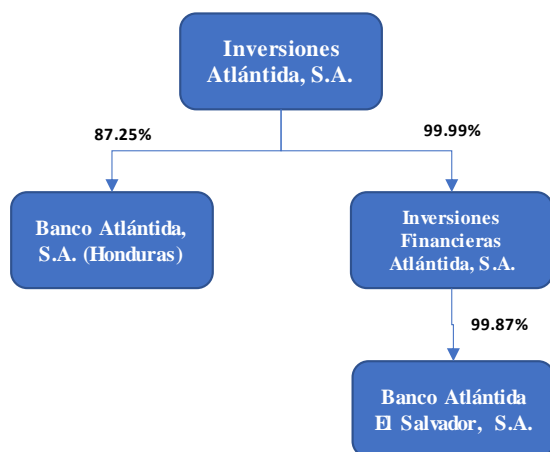 Inversiones
Atlántida, S.A.
87.25%
99.99%
Banco Atlántida,
S.A. (Honduras)
Inversiones
Financieras
Atlántida, S.A.
99.87%
Banco Atlántida
El Salvador, S.A.